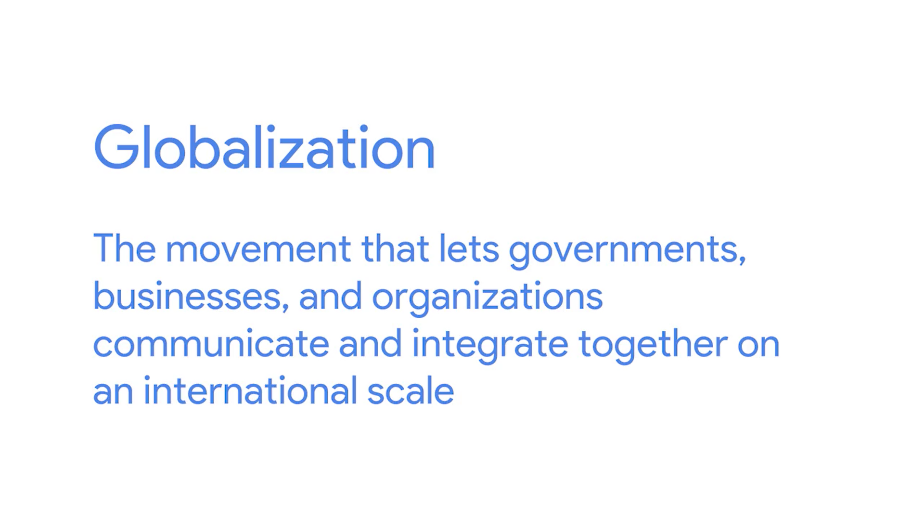 Globalization
The movement that lets governments,
businesses, and organizations
communicate and integrate together on
an international scale